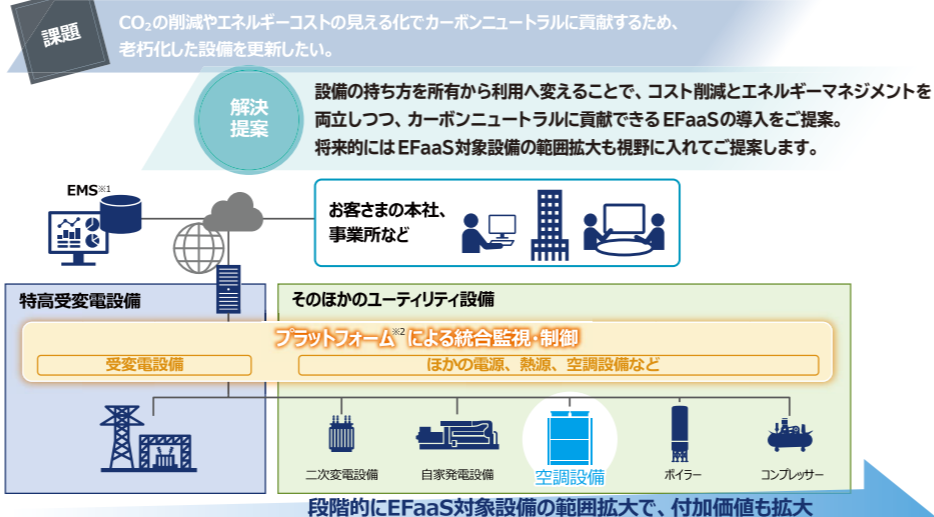 課題
CO₂の削減やエネルギーコストの見える化でカーボンニュートラルに貢献するため、
老朽化した設備を更新したい。
解決
提案
設備の持ち方を所有から利用へ変えることで、コスト削減とエネルギーマネジメントを
両立しつつ、カーボンニュートラルに貢献できるEFaaSの導入をご提案。
将来的にはEFaaS対象設備の範囲拡大も視野に入れてご提案します。
EMS※1
お客さまの本社、
事業所など
特高受変電設備
そのほかのユーティリティ設備
プラットフォーム※2による統合監視・制御
受変電設備
ほかの電源、熱源、空調設備など
二次変電設備
自家発電設備
空調設備
ボイラー
コンプレッサー
段階的にEFaaS対象設備の範囲拡大で、付加価値も拡大